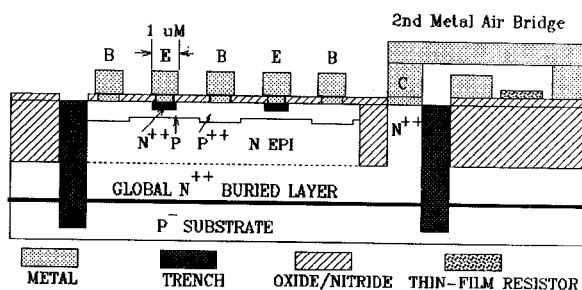 1 uM
2nd Metal Air Bridge
B E B E B
C
N++ P P++ N EPI N++
GLOBAL N++ BURIED LAYER
P- SUBSTRATE
METAL TRENCH OXIDE/NITRIDE THIN-FILM RESISTOR